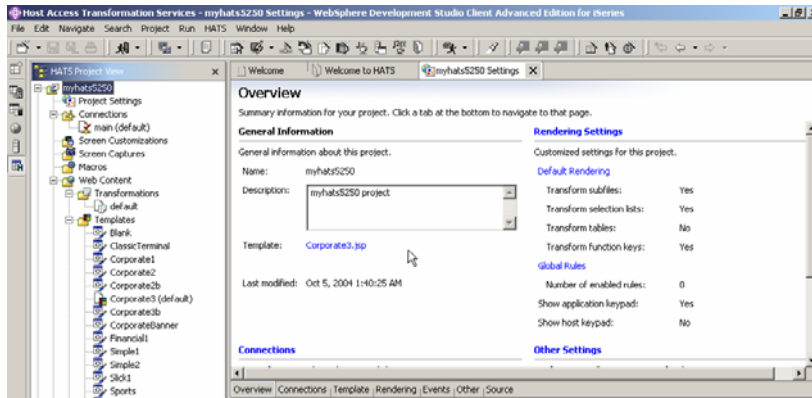 Host Access Transformation Services - myhats5250 Settings - WebSphere Development Studio Client Advanced Edition for iSeries
File Edit Navigate Search Project Run HATS Window Help
HATS Project View
Welcome
Welcome to HATS
myhats5250 Settings
myhats5250
Project Settings
Connections
main (default)
Screen Customizations
Screen Captures
Macros
Web Content
Transformations
default
Templates
Blank
ClassicTerminal
Corporate1
Corporate2
Corporate2b
Corporate3 (default)
Corporate3b
CorporateBanner
Financial1
Simple1
Simple2
Slick1
Sports
Overview
Summary information for your project. Click a tab at the bottom to navigate to that page.
General Information
General information about this project.
Name: myhats5250
Description: myhats5250 project
Template: Corporate3.jsp
Last modified: Oct 5, 2004 1:40:25 AM
Connections
Rendering Settings
Customized settings for this project.
Default Rendering
Transform subfiles: Yes
Transform selection lists: Yes
Transform tables: No
Transform function keys: Yes
Global Rules
Number of enabled rules: 0
Show application keypad: Yes
Show host keypad: No
Other Settings
Overview Connections Template Rendering Events Other Source